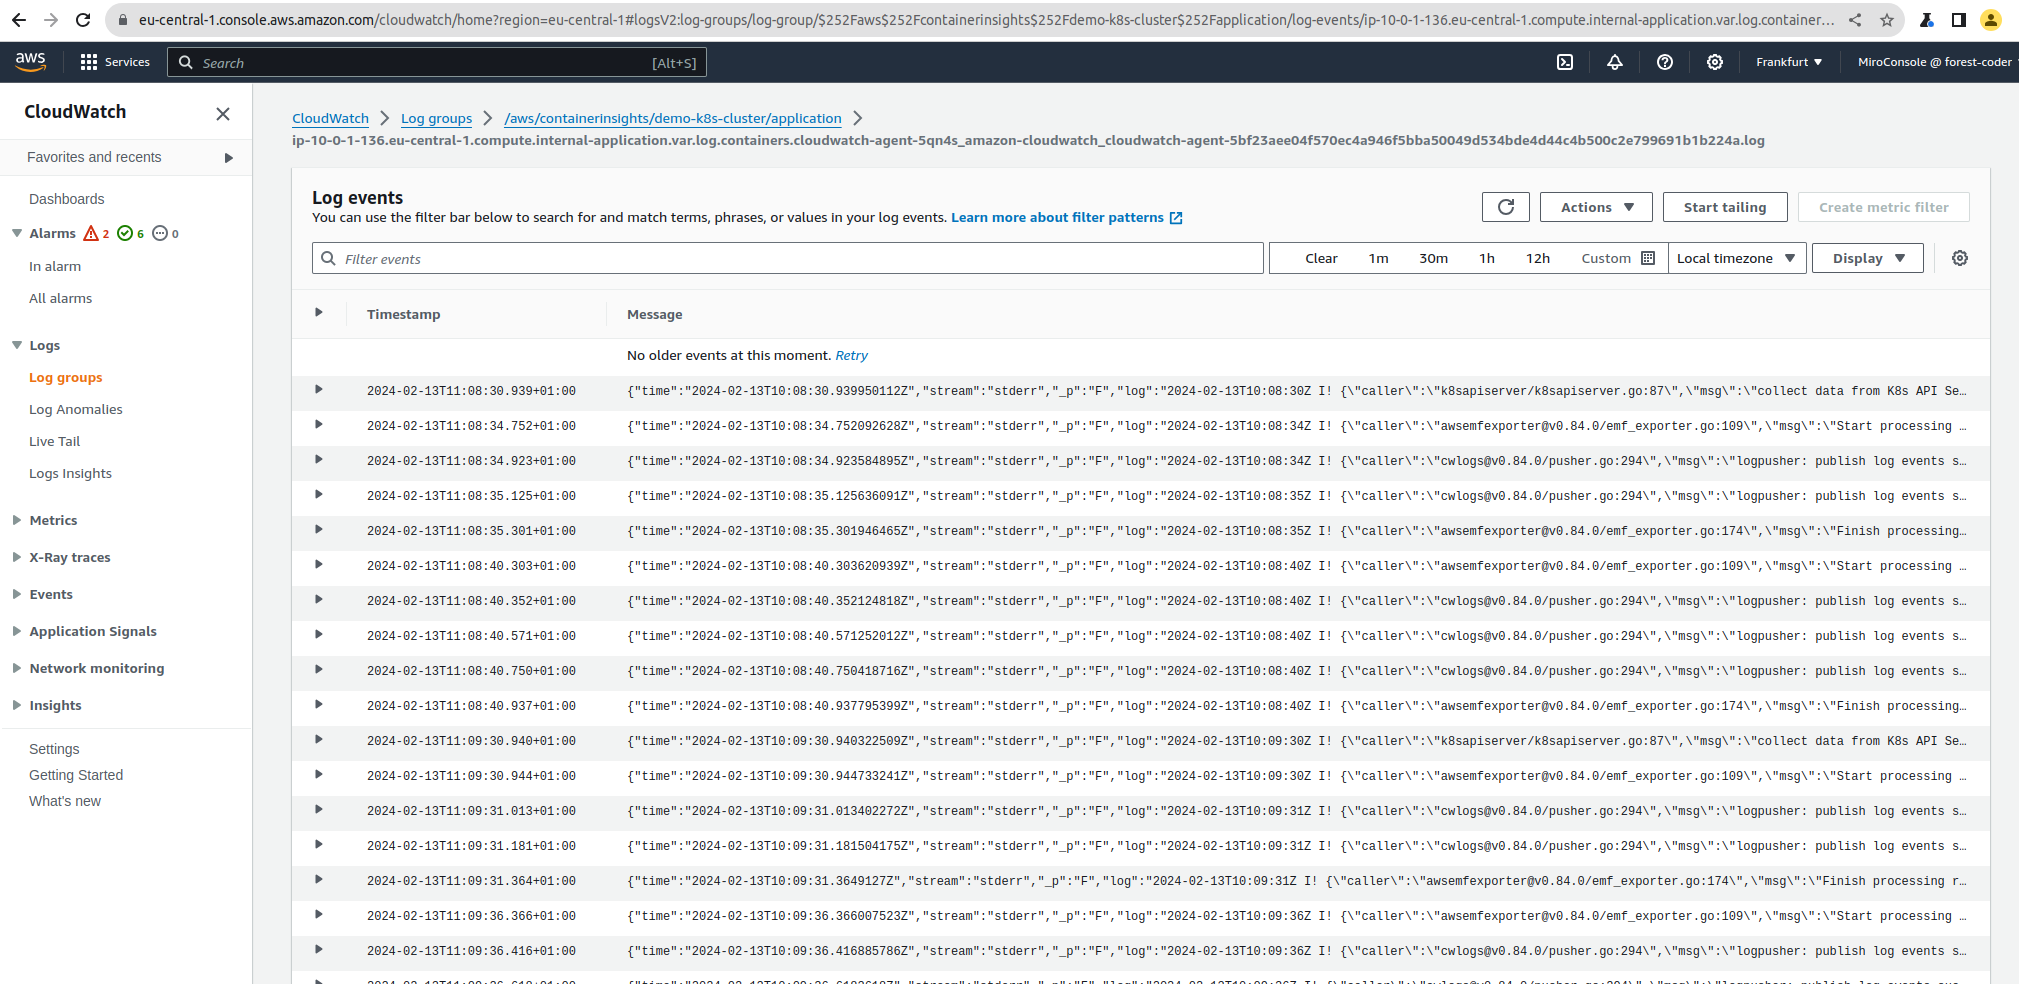 eu-central-1.console.aws.amazon.com/cloudwatch/home?region=eu-central-1#logsV2:log-groups/log-group/$252Faws$252Fcontainerinsights$252Fdemo-k8s-cluster$252Fapplication/log-events/ip-10-0-1-136.eu-central-1.compute.internal-application.var.log.container...
aws Services Search [Alt+S] Frankfurt MiroConsole @ forest-coder
CloudWatch
Favorites and recents
Dashboards
Alarms 2 6 0
In alarm
All alarms
Logs
Log groups
Log Anomalies
Live Tail
Logs Insights
Metrics
X-Ray traces
Events
Application Signals
Network monitoring
Insights
Settings
Getting Started
What's new
CloudWatch Log groups /aws/containerinsights/demo-k8s-cluster/application
ip-10-0-1-136.eu-central-1.compute.internal-application.var.log.containers.cloudwatch-agent-5qn4s_amazon-cloudwatch_cloudwatch-agent-5bf23aee04f570ec4a946f5bba50049d534bde4d44c4b500c2e799691b1b224a.log
Log events
You can use the filter bar below to search for and match terms, phrases, or values in your log events. Learn more about filter patterns
Actions Start tailing Create metric filter
Filter events Clear 1m 30m 1h 12h Custom Local timezone Display
Timestamp Message
No older events at this moment. Retry
2024-02-13T11:08:30.939+01:00 {"time":"2024-02-13T10:08:30.939950112Z","stream":"stderr","_p":"F","log":"2024-02-13T10:08:30Z I! {\"caller\":\"k8sapiserver/k8sapiserver.go:87\",\"msg\":\"collect data from K8s API Se…
2024-02-13T11:08:34.752+01:00 {"time":"2024-02-13T10:08:34.752092628Z","stream":"stderr","_p":"F","log":"2024-02-13T10:08:34Z I! {\"caller\":\"awsemfexporter@v0.84.0/emf_exporter.go:109\",\"msg\":\"Start processing …
2024-02-13T11:08:34.923+01:00 {"time":"2024-02-13T10:08:34.923584895Z","stream":"stderr","_p":"F","log":"2024-02-13T10:08:34Z I! {\"caller\":\"cwlogs@v0.84.0/pusher.go:294\",\"msg\":\"logpusher: publish log events s…
2024-02-13T11:08:35.125+01:00 {"time":"2024-02-13T10:08:35.125636091Z","stream":"stderr","_p":"F","log":"2024-02-13T10:08:35Z I! {\"caller\":\"cwlogs@v0.84.0/pusher.go:294\",\"msg\":\"logpusher: publish log events s…
2024-02-13T11:08:35.301+01:00 {"time":"2024-02-13T10:08:35.301946465Z","stream":"stderr","_p":"F","log":"2024-02-13T10:08:35Z I! {\"caller\":\"awsemfexporter@v0.84.0/emf_exporter.go:174\",\"msg\":\"Finish processing…
2024-02-13T11:08:40.303+01:00 {"time":"2024-02-13T10:08:40.303620939Z","stream":"stderr","_p":"F","log":"2024-02-13T10:08:40Z I! {\"caller\":\"awsemfexporter@v0.84.0/emf_exporter.go:109\",\"msg\":\"Start processing …
2024-02-13T11:08:40.352+01:00 {"time":"2024-02-13T10:08:40.352124818Z","stream":"stderr","_p":"F","log":"2024-02-13T10:08:40Z I! {\"caller\":\"cwlogs@v0.84.0/pusher.go:294\",\"msg\":\"logpusher: publish log events s…
2024-02-13T11:08:40.571+01:00 {"time":"2024-02-13T10:08:40.571252012Z","stream":"stderr","_p":"F","log":"2024-02-13T10:08:40Z I! {\"caller\":\"cwlogs@v0.84.0/pusher.go:294\",\"msg\":\"logpusher: publish log events s…
2024-02-13T11:08:40.750+01:00 {"time":"2024-02-13T10:08:40.750418716Z","stream":"stderr","_p":"F","log":"2024-02-13T10:08:40Z I! {\"caller\":\"cwlogs@v0.84.0/pusher.go:294\",\"msg\":\"logpusher: publish log events s…
2024-02-13T11:08:40.937+01:00 {"time":"2024-02-13T10:08:40.937795399Z","stream":"stderr","_p":"F","log":"2024-02-13T10:08:40Z I! {\"caller\":\"awsemfexporter@v0.84.0/emf_exporter.go:174\",\"msg\":\"Finish processing…
2024-02-13T11:09:30.940+01:00 {"time":"2024-02-13T10:09:30.940322509Z","stream":"stderr","_p":"F","log":"2024-02-13T10:09:30Z I! {\"caller\":\"k8sapiserver/k8sapiserver.go:87\",\"msg\":\"collect data from K8s API Se…
2024-02-13T11:09:30.944+01:00 {"time":"2024-02-13T10:09:30.944733241Z","stream":"stderr","_p":"F","log":"2024-02-13T10:09:30Z I! {\"caller\":\"awsemfexporter@v0.84.0/emf_exporter.go:109\",\"msg\":\"Start processing …
2024-02-13T11:09:31.013+01:00 {"time":"2024-02-13T10:09:31.013402272Z","stream":"stderr","_p":"F","log":"2024-02-13T10:09:31Z I! {\"caller\":\"cwlogs@v0.84.0/pusher.go:294\",\"msg\":\"logpusher: publish log events s…
2024-02-13T11:09:31.181+01:00 {"time":"2024-02-13T10:09:31.181504175Z","stream":"stderr","_p":"F","log":"2024-02-13T10:09:31Z I! {\"caller\":\"cwlogs@v0.84.0/pusher.go:294\",\"msg\":\"logpusher: publish log events s…
2024-02-13T11:09:31.364+01:00 {"time":"2024-02-13T10:09:31.3649127Z","stream":"stderr","_p":"F","log":"2024-02-13T10:09:31Z I! {\"caller\":\"awsemfexporter@v0.84.0/emf_exporter.go:174\",\"msg\":\"Finish processing r…
2024-02-13T11:09:36.366+01:00 {"time":"2024-02-13T10:09:36.366007523Z","stream":"stderr","_p":"F","log":"2024-02-13T10:09:36Z I! {\"caller\":\"awsemfexporter@v0.84.0/emf_exporter.go:109\",\"msg\":\"Start processing …
2024-02-13T11:09:36.416+01:00 {"time":"2024-02-13T10:09:36.416885786Z","stream":"stderr","_p":"F","log":"2024-02-13T10:09:36Z I! {\"caller\":\"cwlogs@v0.84.0/pusher.go:294\",\"msg\":\"logpusher: publish log events s…